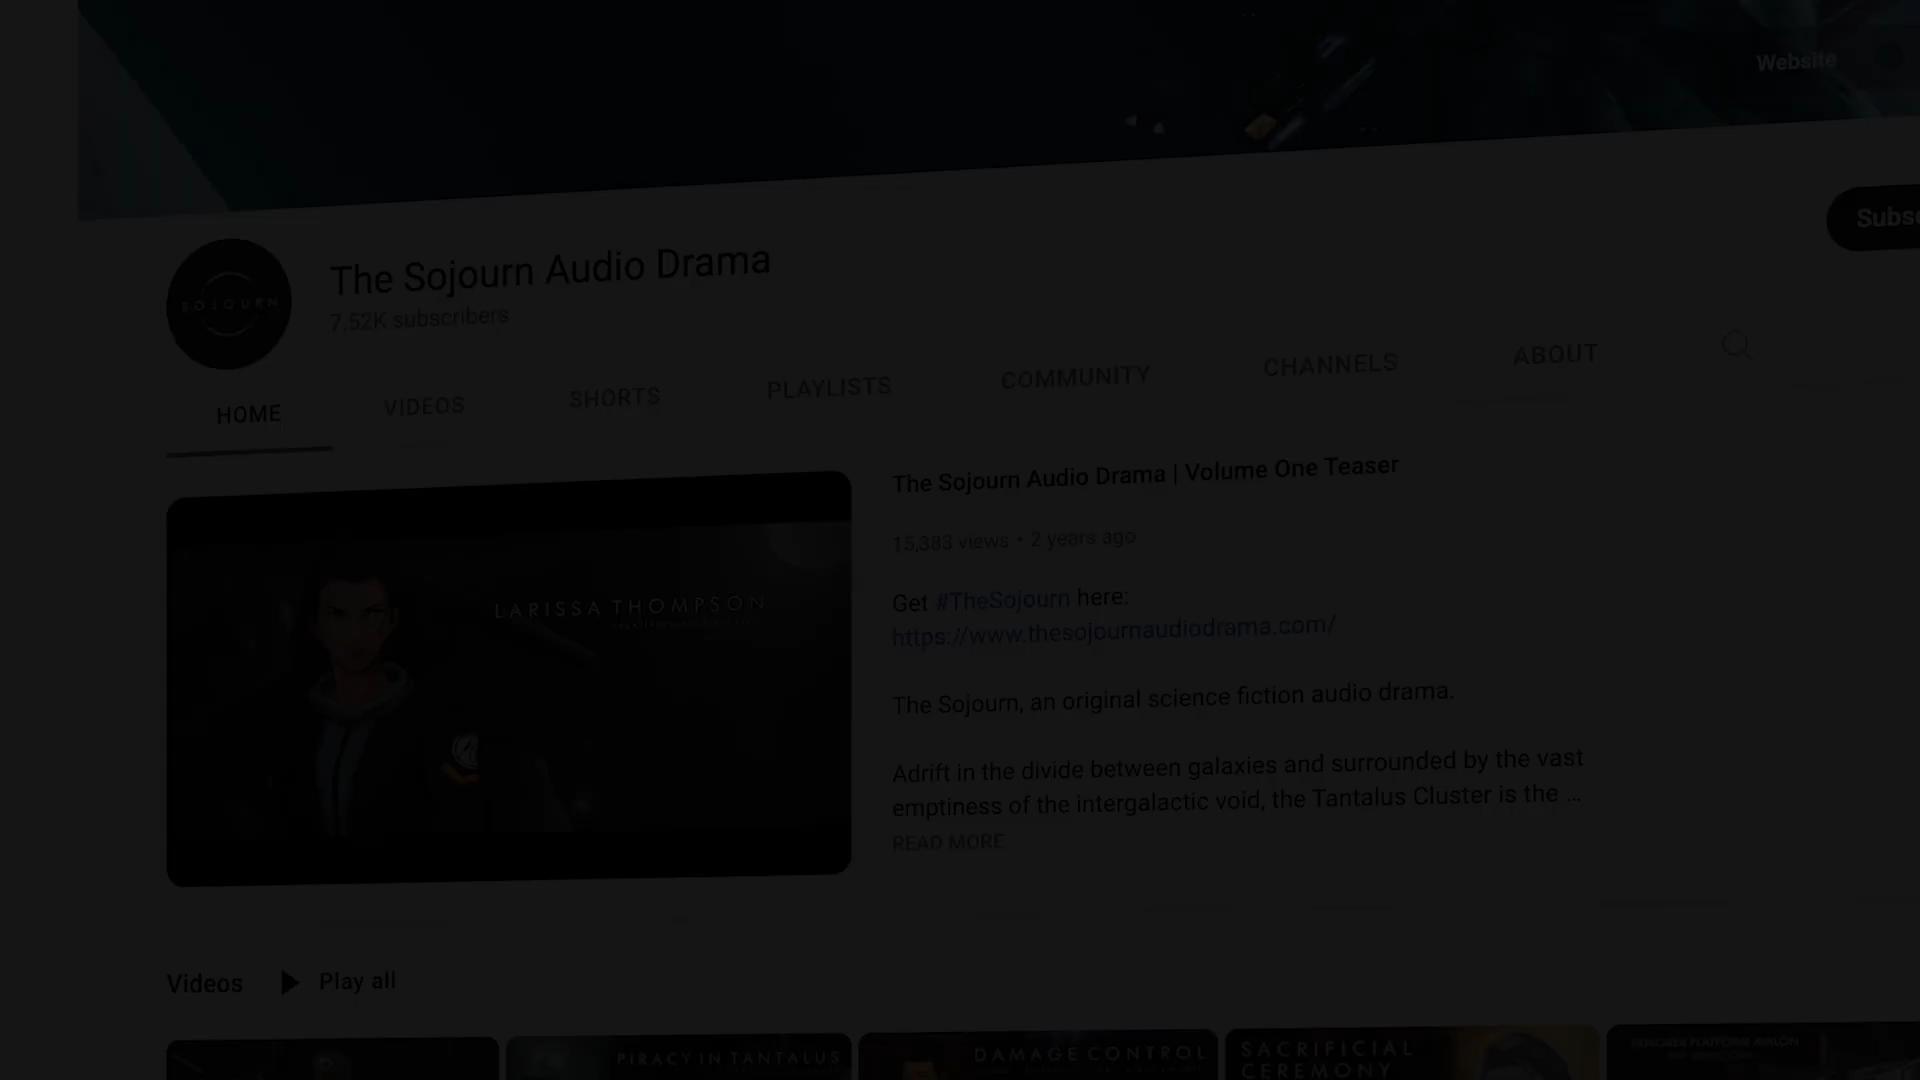 Website
Subsc
SOJOURN
The Sojourn Audio Drama
7.52K subscribers
HOME
VIDEOS
SHORTS
PLAYLISTS
COMMUNITY
CHANNELS
ABOUT
LARISSA THOMPSON
The Sojourn Audio Drama | Volume One Teaser
15,383 views • 2 years ago
Get #TheSojourn here:
https://www.thesojournaudiodrama.com/
The Sojourn, an original science fiction audio drama.
Adrift in the divide between galaxies and surrounded by the vast
emptiness of the intergalactic void, the Tantalus Cluster is the ...
READ MORE
Videos
Play all
PIRACY IN TANTALUS
DAMAGE CONTROL
SACRIFICIAL
CEREMONY
PLATFORM AVALON